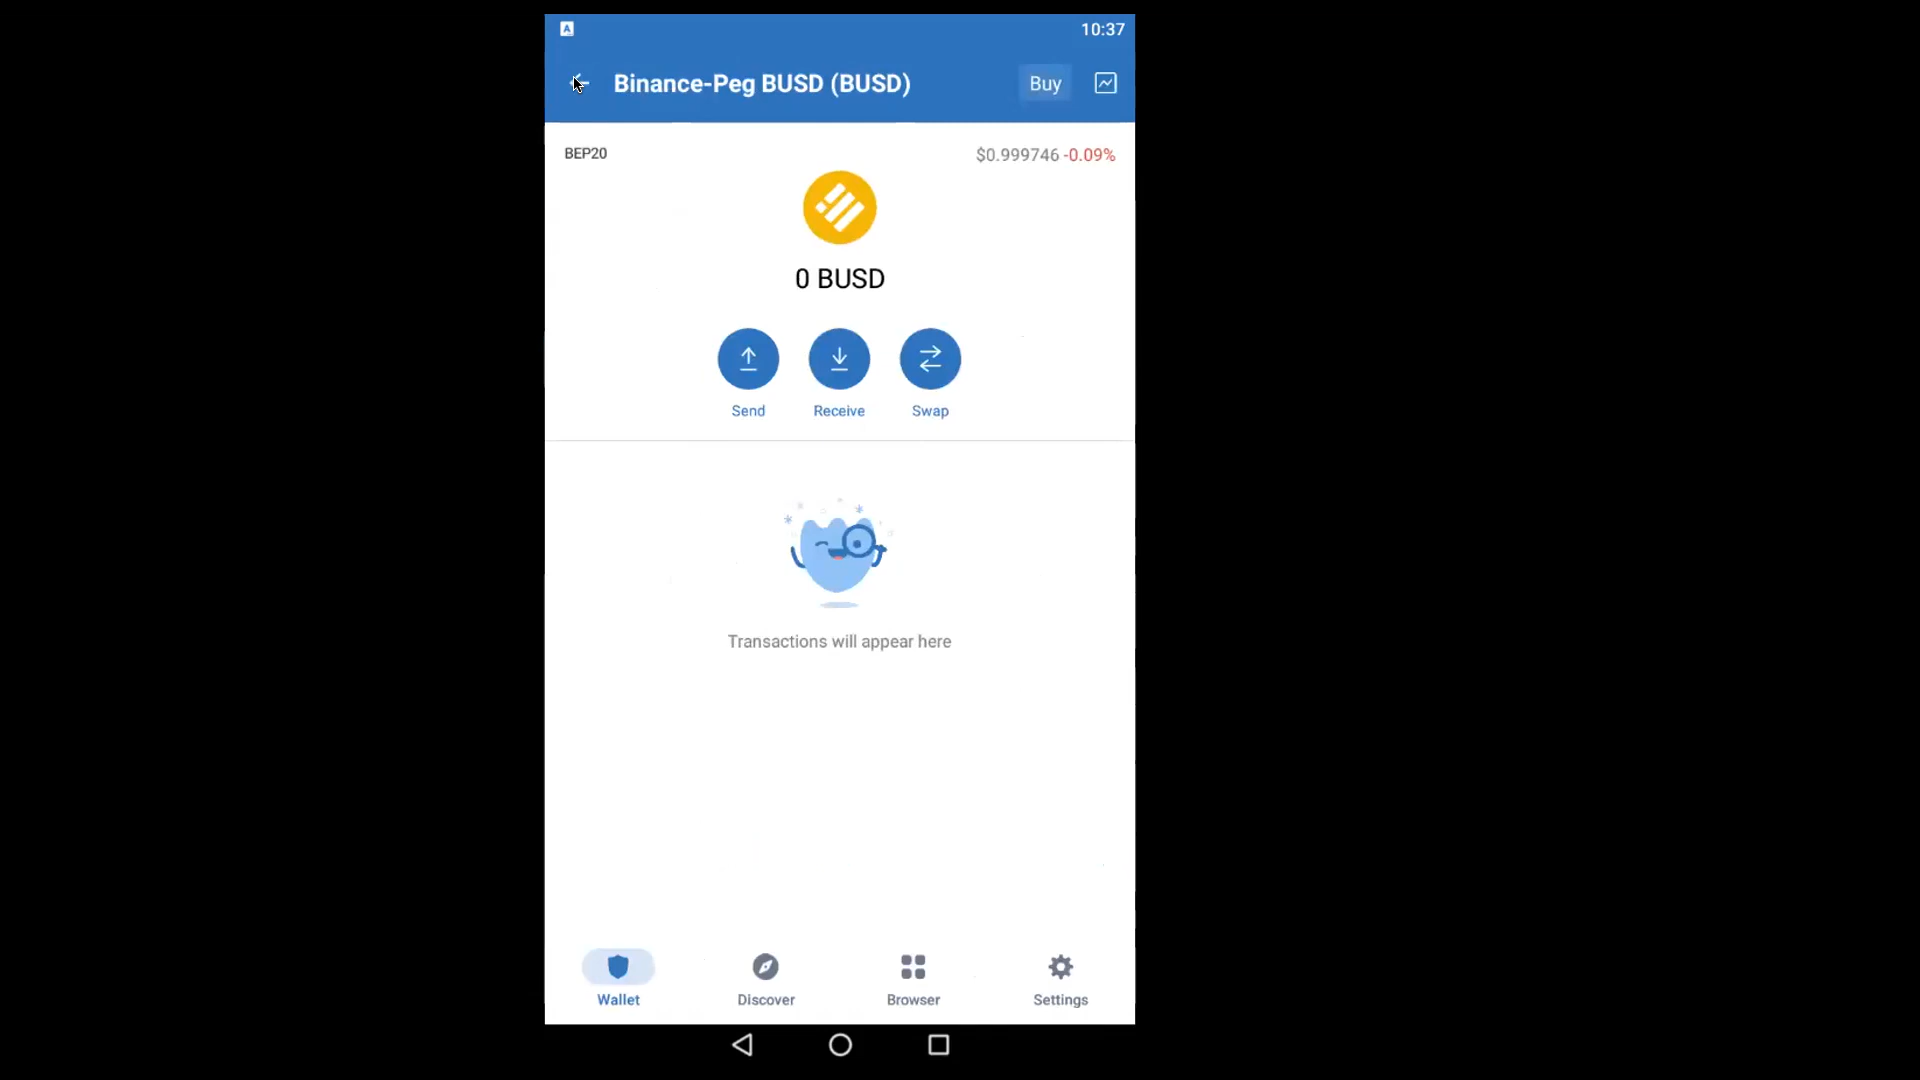 10:37
Binance-Peg BUSD (BUSD)
Buy
BEP20
$0.999746 -0.09%
0 BUSD
Send
Receive
Swap
Transactions will appear here
Wallet
Discover
Browser
Settings